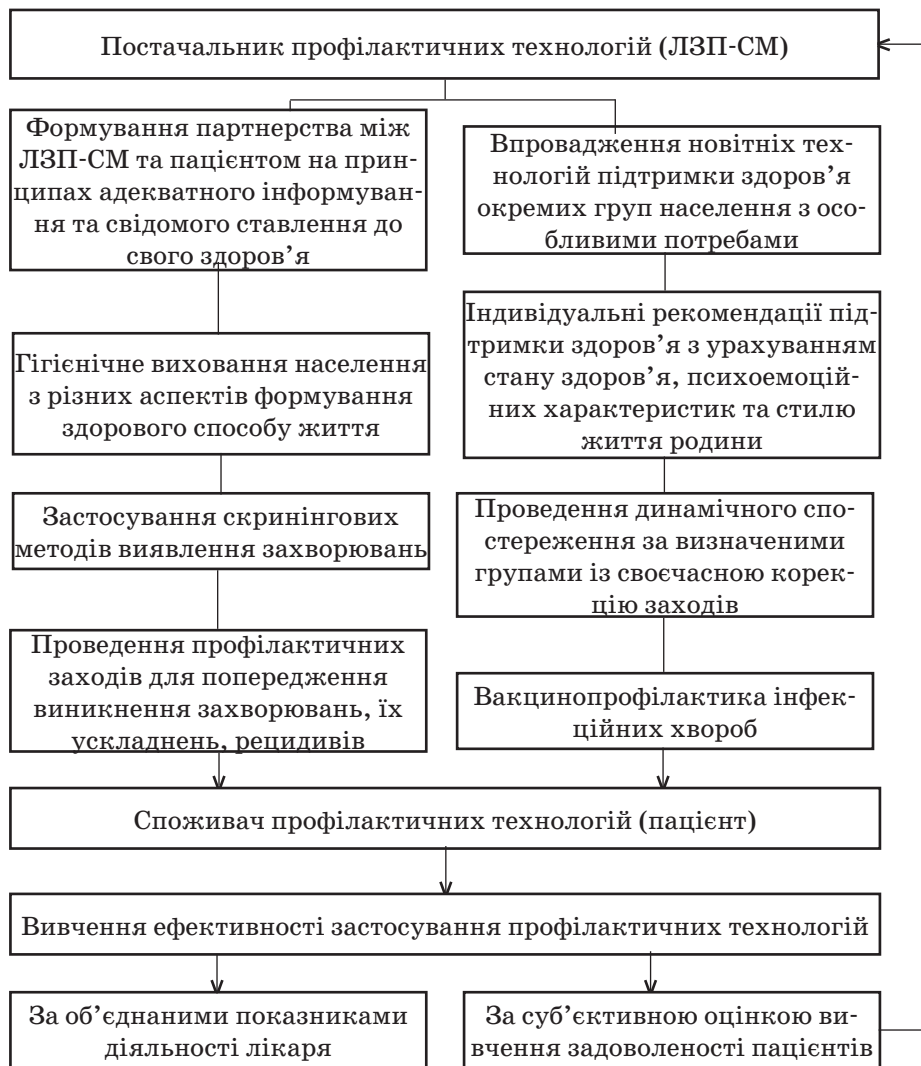 Постачальник профілактичних технологій (ЛЗП-СМ)
Формування партнерства між
ЛЗП-СМ та пацієнтом на прин-
ципах адекватного інформуван-
ня та свідомого ставлення до
свого здоров’я
Впровадження новітніх тех-
нологій підтримки здоров’я
окремих груп населення з осо-
бливими потребами
Гігієнічне виховання населення
з різних аспектів формування
здорового способу життя
Індивідуальні рекомендації під-
тримки здоров’я з урахуванням
стану здоров’я, психоемоцій-
них характеристик та стилю
життя родини
Застосування скринінгових
методів виявлення захворювань
Проведення динамічного спо-
стереження за визначеними
групами із своєчасною корек-
цію заходів
Проведення профілактичних
заходів для попередження
виникнення захворювань, їх
ускладнень, рецидивів
Вакцинопрофілактика інфек-
ційних хвороб
Споживач профілактичних технологій (пацієнт)
Вивчення ефективності застосування профілактичних технологій
За об’єднаними показниками
діяльності лікаря
За суб’єктивною оцінкою ви-
вчення задоволеності пацієнтів